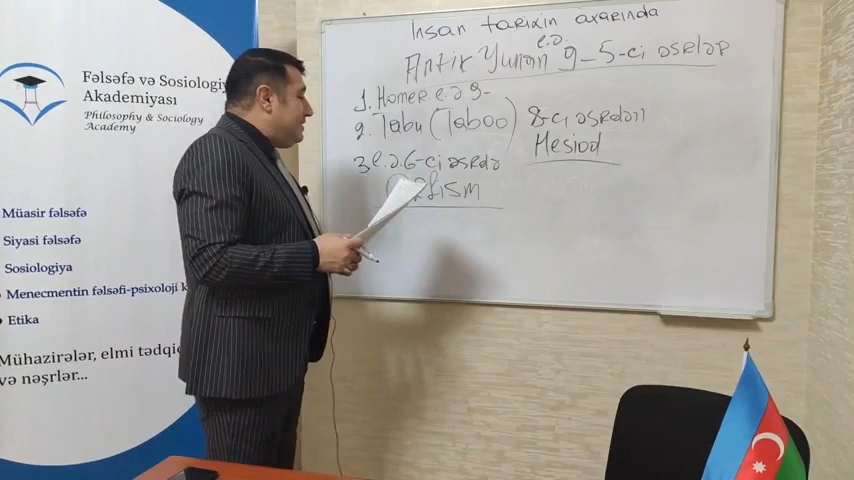 Fəlsəfə və Sosiologiya
Akademiyası
Philosophy & Sociology
Academy
Müasir fəlsəfə
Siyasi fəlsəfə
Sosiologiya
Menecmentin fəlsəfi-psixoloji
Etika
Mühazirələr, elmi
və nəşrlər...
İnsan tarixin axarında
e.ə.
Antik Yunan 9-5-ci əsrlər
1. Homer e.ə 9-
2. Tabu (Taboo) 8-ci əsrdən
Hesiod
3 e.ə.6-cı əsrdə